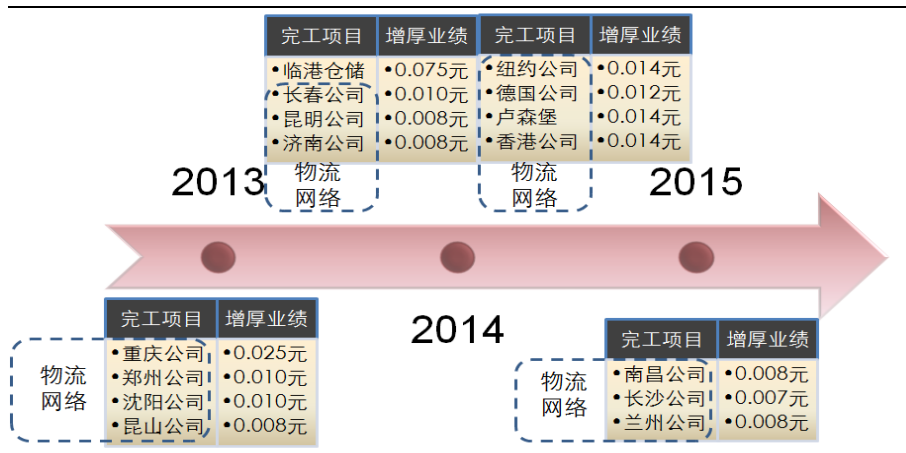 完工项目 增厚业绩
•临港仓储 •0.075元
•长春公司 •0.010元
•昆明公司 •0.008元
•济南公司 •0.008元
物流
网络
完工项目 增厚业绩
•纽约公司 •0.014元
•德国公司 •0.012元
•卢森堡 •0.014元
•香港公司 •0.014元
物流
网络
2013
2015
2014
物流
网络
完工项目 增厚业绩
•重庆公司 •0.025元
•郑州公司 •0.010元
•沈阳公司 •0.010元
•昆山公司 •0.008元
物流
网络
完工项目 增厚业绩
•南昌公司 •0.008元
•长沙公司 •0.007元
•兰州公司 •0.008元